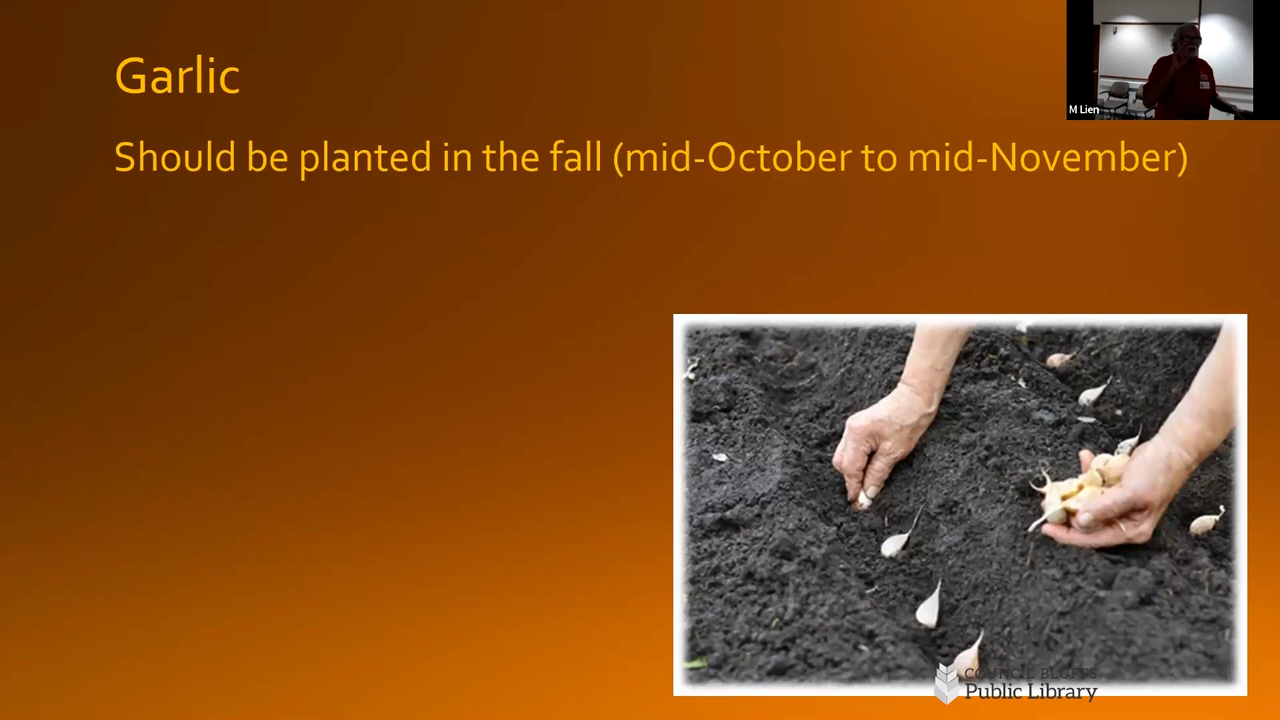 Garlic
Should be planted in the fall (mid-October to mid-November)
M Lien
COUNCIL BLUFFS
Public Library